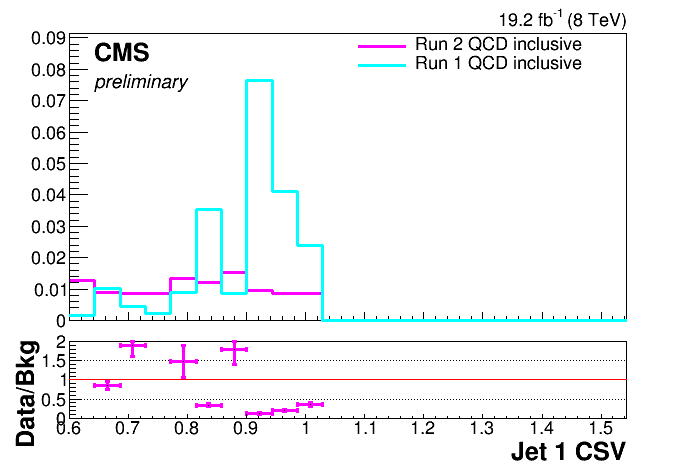 19.2 fb⁻¹ (8 TeV)
CMS
preliminary
Run 2 QCD inclusive
Run 1 QCD inclusive
0.09
0.08
0.07
0.06
0.05
0.04
0.03
0.02
0.01
0
Data/Bkg
2
1.5
1
0.5
0
0.6 0.7 0.8 0.9 1 1.1 1.2 1.3 1.4 1.5
Jet 1 CSV